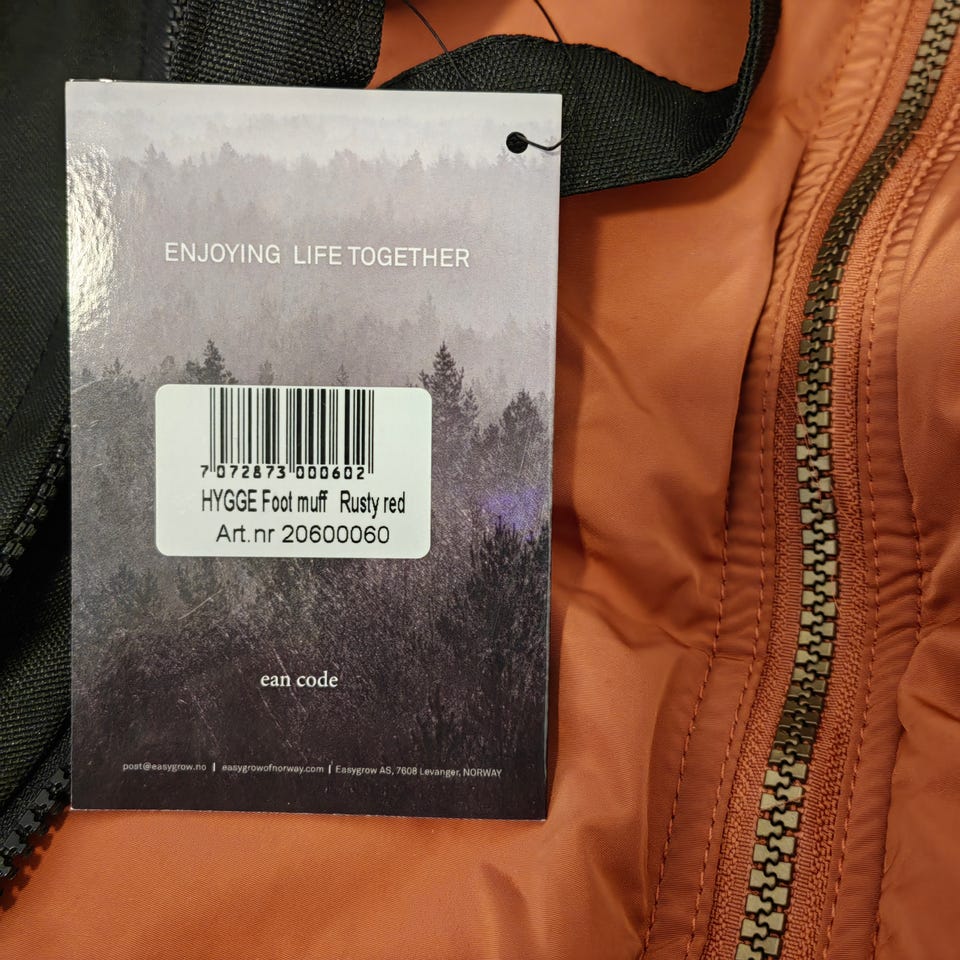 ENJOYING LIFE TOGETHER
7 072873 000602
HYGGE Foot muff Rusty red
Art.nr 20600060
ean code
post@easygrow.no | easygrowofnorway.com | Easygrow AS, 7608 Levanger, NORWAY